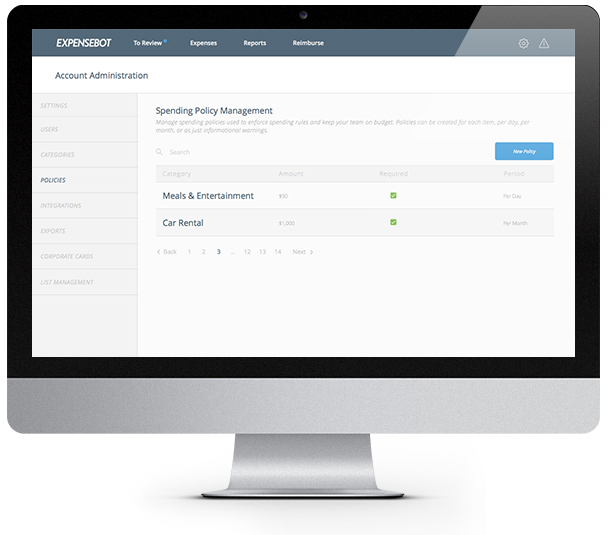 EXPENSEBOT To Review Expenses Reports Reimburse
Account Administration
SETTINGS
USERS
CATEGORIES
POLICIES
INTEGRATIONS
EXPORTS
CORPORATE CARDS
LIST MANAGEMENT
Spending Policy Management
Manage spending policies used to enforce spending rules and keep your team on budget. Policies can be created for each item, per day, per
month, or as just informational warnings.
Search
New Policy
Category Amount Required Period
Meals & Entertainment $50 Per Day
Car Rental $1,000 Per Month
Back 1 2 3 ... 12 13 14 Next